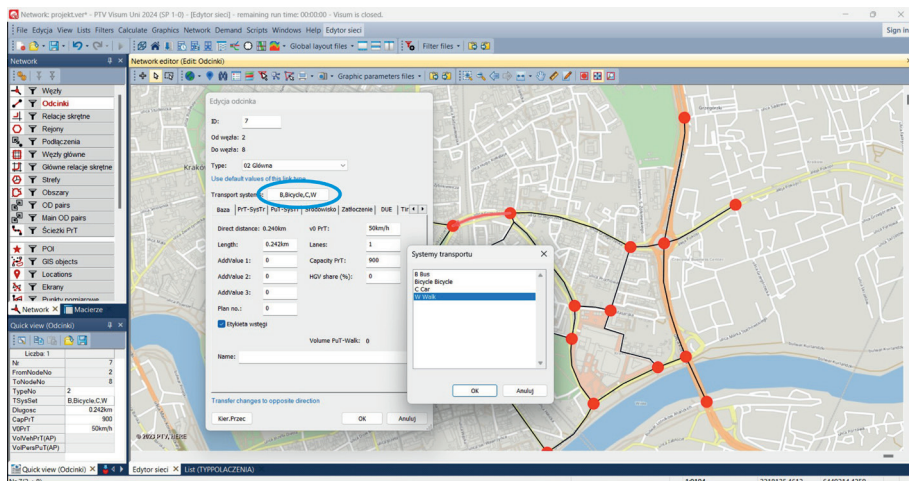 Network: projekt.ver* - PTV Visum Uni 2024 (SP 1-0) - [Edytor sieci] - remaining run time: 00:00:00 - Visum is closed.
File Edycja View Lists Filters Calculate Graphics Network Demand Scripts Windows Help Edytor sieci
Sign in
Global layout files
Filter files
Network
Network editor (Edit: Odcinki)
Graphic parameters files
Węzły
Odcinki
Relacje skrętne
Rejony
Podłączenia
Węzły główne
Główne relacje skrętne
Strefy
Obszary
OD pairs
Main OD pairs
Ścieżki PrT
POI
GIS objects
Locations
Ekrany
Punkty pomiarowe
Network
Macierze
Quick view (Odcinki)
Liczba: 1
Nr 7
FromNodeNo 2
ToNodeNo 8
TypeNo 2
TSysSet B,Bicycle,C,W
Dlugosc 0.242km
CapPrT 900
V0PrT 50km/h
VolVehPrT(AP)
VolPersPuT(AP)
Edycja odcinka
ID: 7
Od węzła: 2
Do węzła: 8
Type: 02 Główna
Use default values of this link type
Transport systems: B,Bicycle,C,W
Baza PrT-SysTr PuT-SysTr Środowisko Zatłoczenie DUE
Direct distance: 0.240km v0 PrT: 50km/h
Length: 0.242km Lanes: 1
AddValue 1: 0 Capacity PrT: 900
AddValue 2: 0 HGV share (%): 0
AddValue 3: 0
Plan no.: 0
Etykieta wstęgi
Volume PuT-Walk: 0
Name:
Transfer changes to opposite direction
Kier.Przec OK Anuluj
Systemy transportu
B Bus
Bicycle Bicycle
C Car
W Walk
OK Anuluj
© 2023 PTV, HERE
Quick view (Odcinki)
Edytor sieci
List (TYPPOLACZENIA)